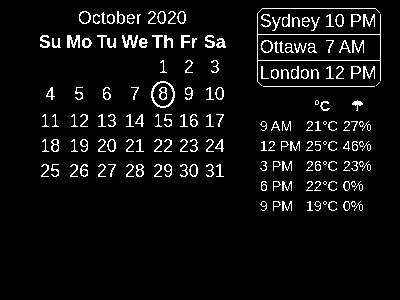 October 2020
Su Mo Tu We Th Fr Sa
1 2 3
4 5 6 7 8 9 10
11 12 13 14 15 16 17
18 19 20 21 22 23 24
25 26 27 28 29 30 31
Sydney 10 PM
Ottawa 7 AM
London 12 PM
°C ☂
9 AM 21°C 27%
12 PM 25°C 46%
3 PM 26°C 23%
6 PM 22°C 0%
9 PM 19°C 0%